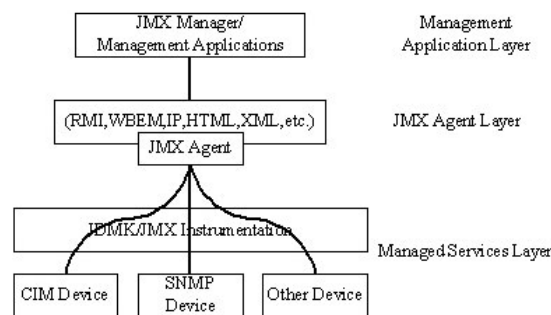 JMX Manager/
Management Applications
Management
Application Layer
(RMI,WBEM,IP,HTML,XML,etc.)
JMX Agent
JMX Agent Layer
JDMK/JMX Instrumentation
Managed Services Layer
CIM Device
SNMP
Device
Other Device